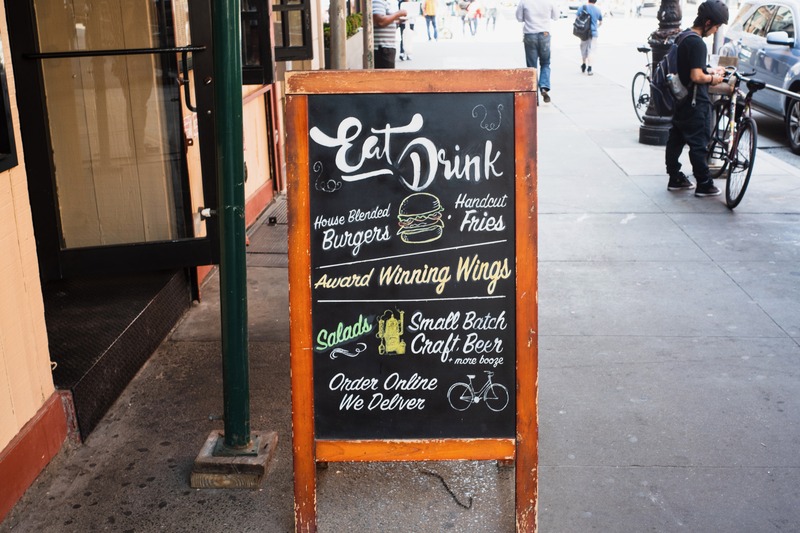 Eat Drink
House Blended
Burgers
Handcut
Fries
Award Winning Wings
Salads
Small Batch
Craft Beer
+ more booze
Order Online
We Deliver